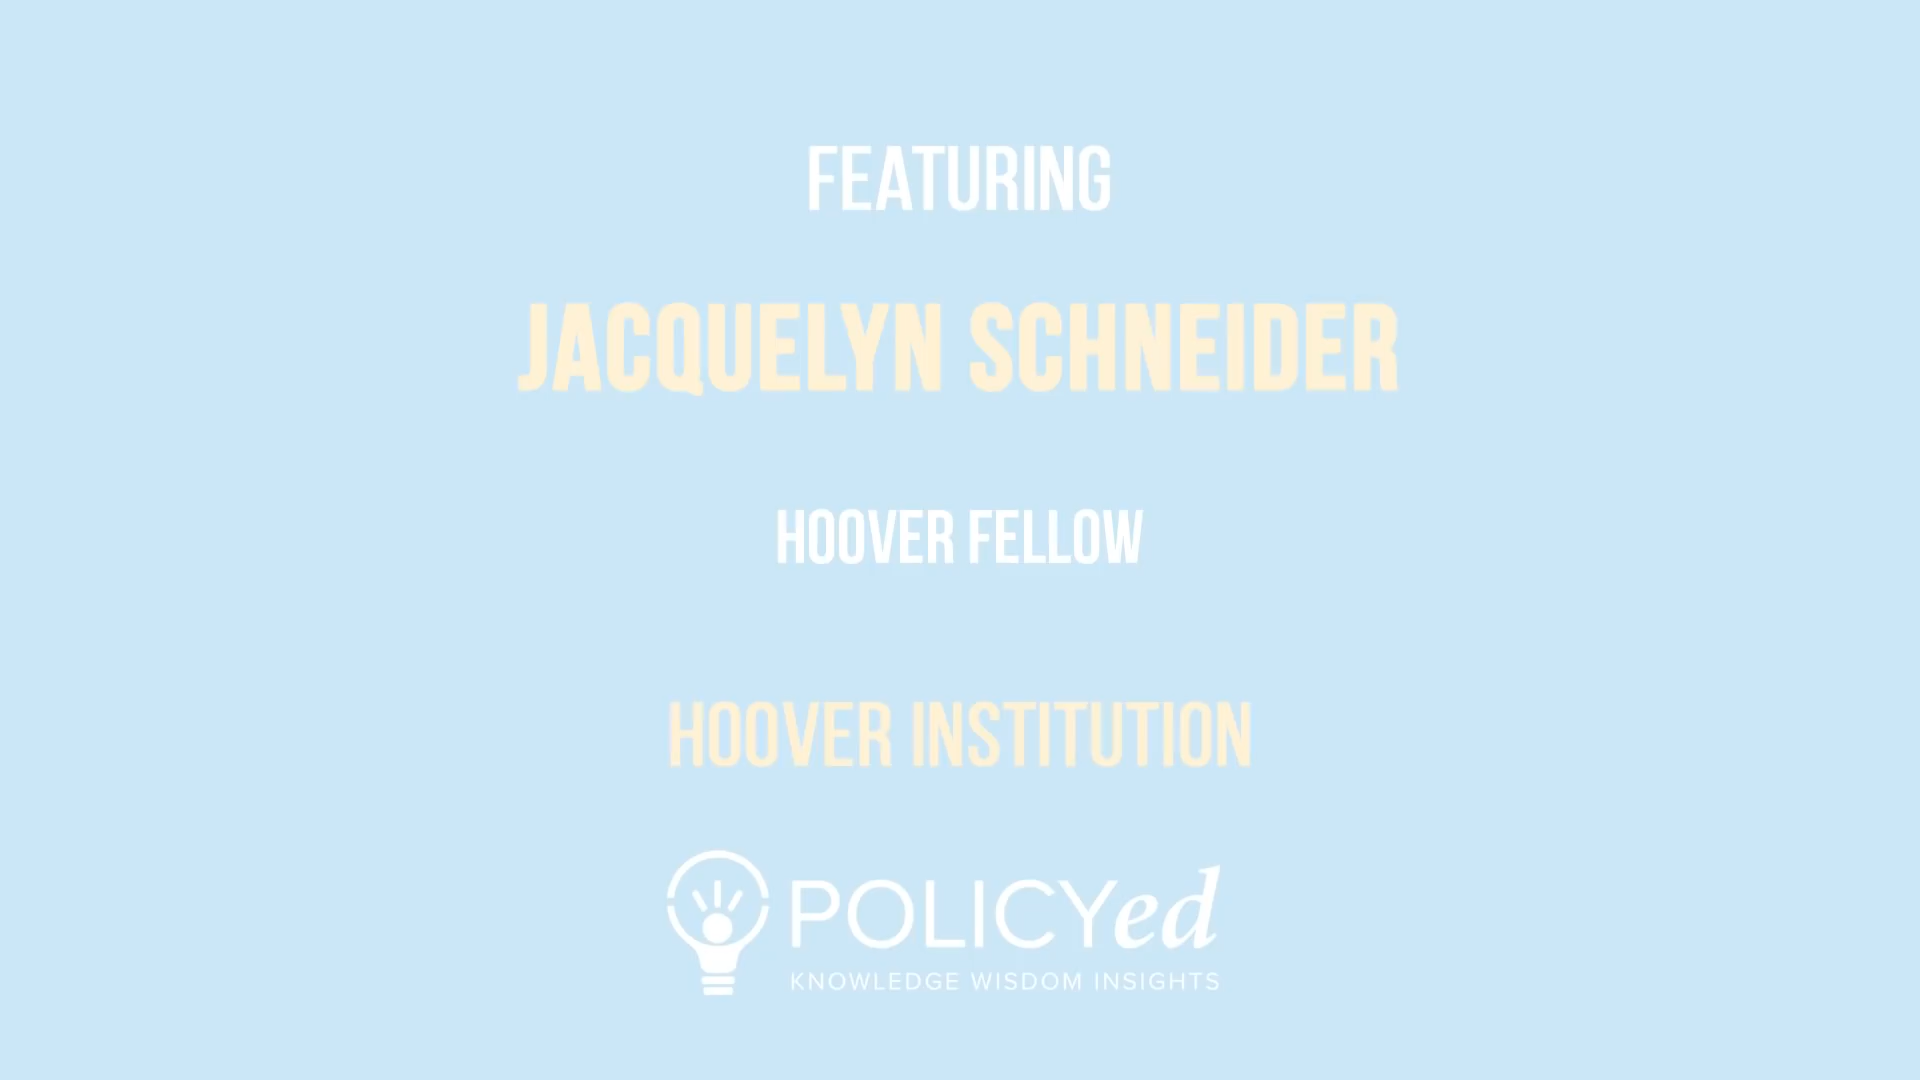 FEATURING
JACQUELYN SCHNEIDER
HOOVER FELLOW
HOOVER INSTITUTION
POLICYed
KNOWLEDGE WISDOM INSIGHTS